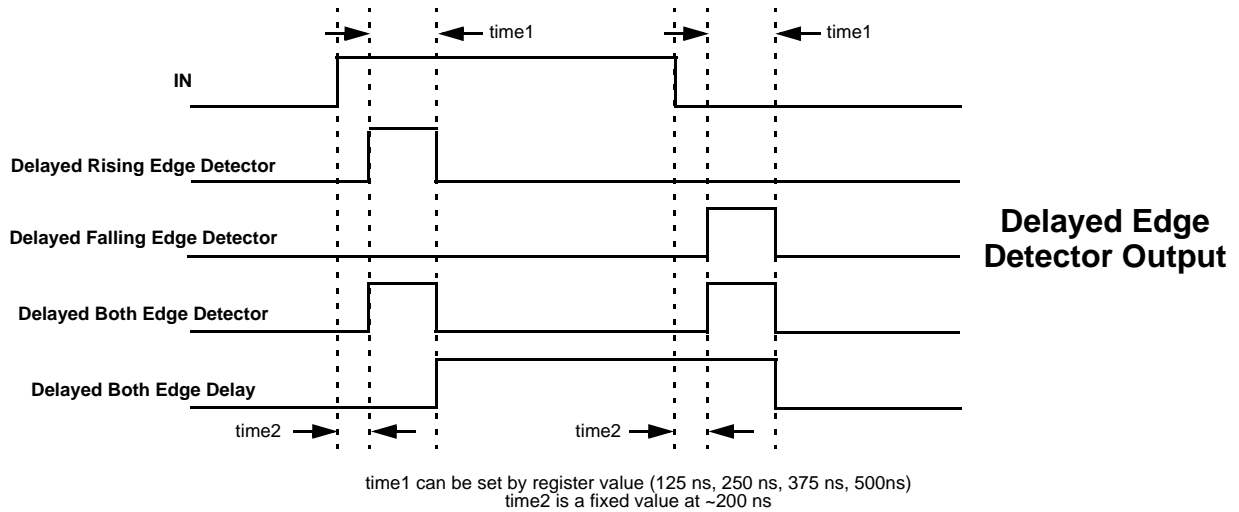 time1
time1
IN
Delayed Rising Edge Detector
Delayed Falling Edge Detector
Delayed Edge
Detector Output
Delayed Both Edge Detector
Delayed Both Edge Delay
time2
time2
time1 can be set by register value (125 ns, 250 ns, 375 ns, 500ns)
time2 is a fixed value at ~200 ns